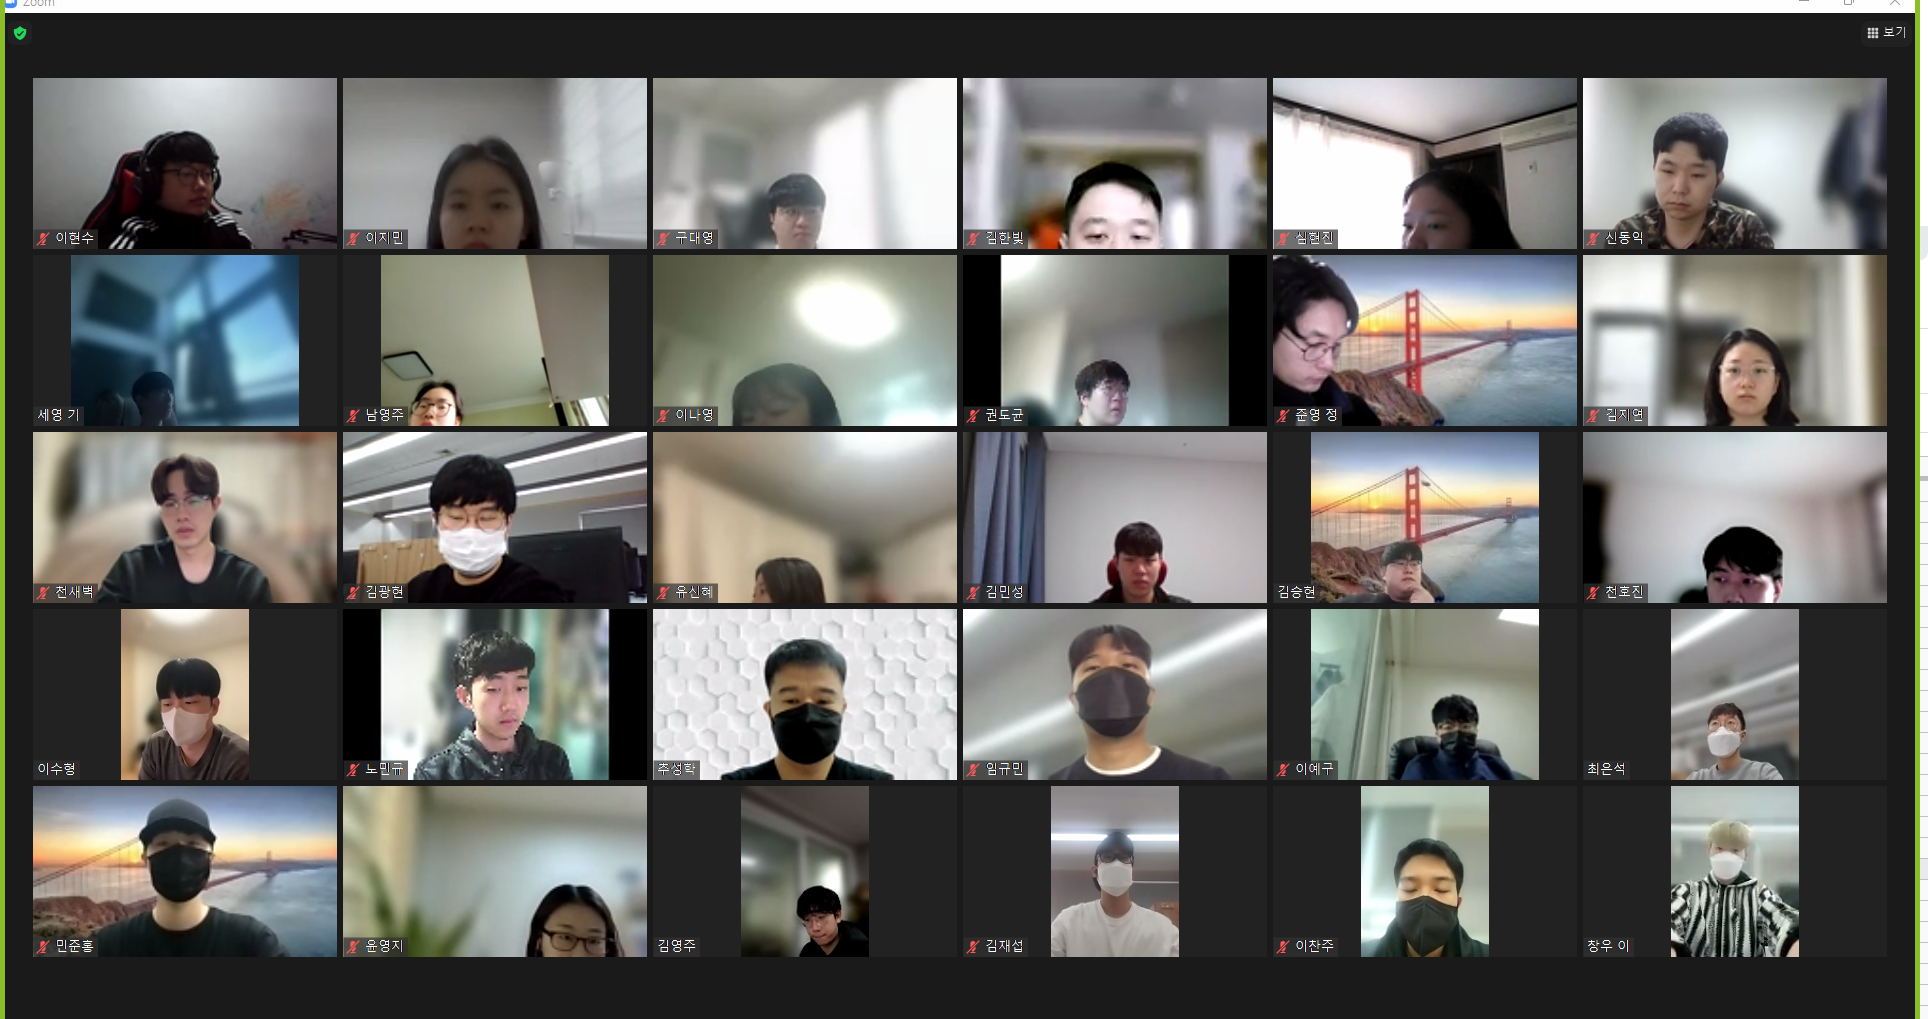 Zoom
보기
이현수
이지민
구대영
김한빛
심현진
신동익
세영 기
남영주
이나영
권도균
준영 정
김지연
천새벽
김광현
유신혜
김민성
김승현
천호진
이수형
노민규
추성학
임규민
이예구
최은석
민준홍
윤영지
김영주
김재섭
이찬주
창우 이